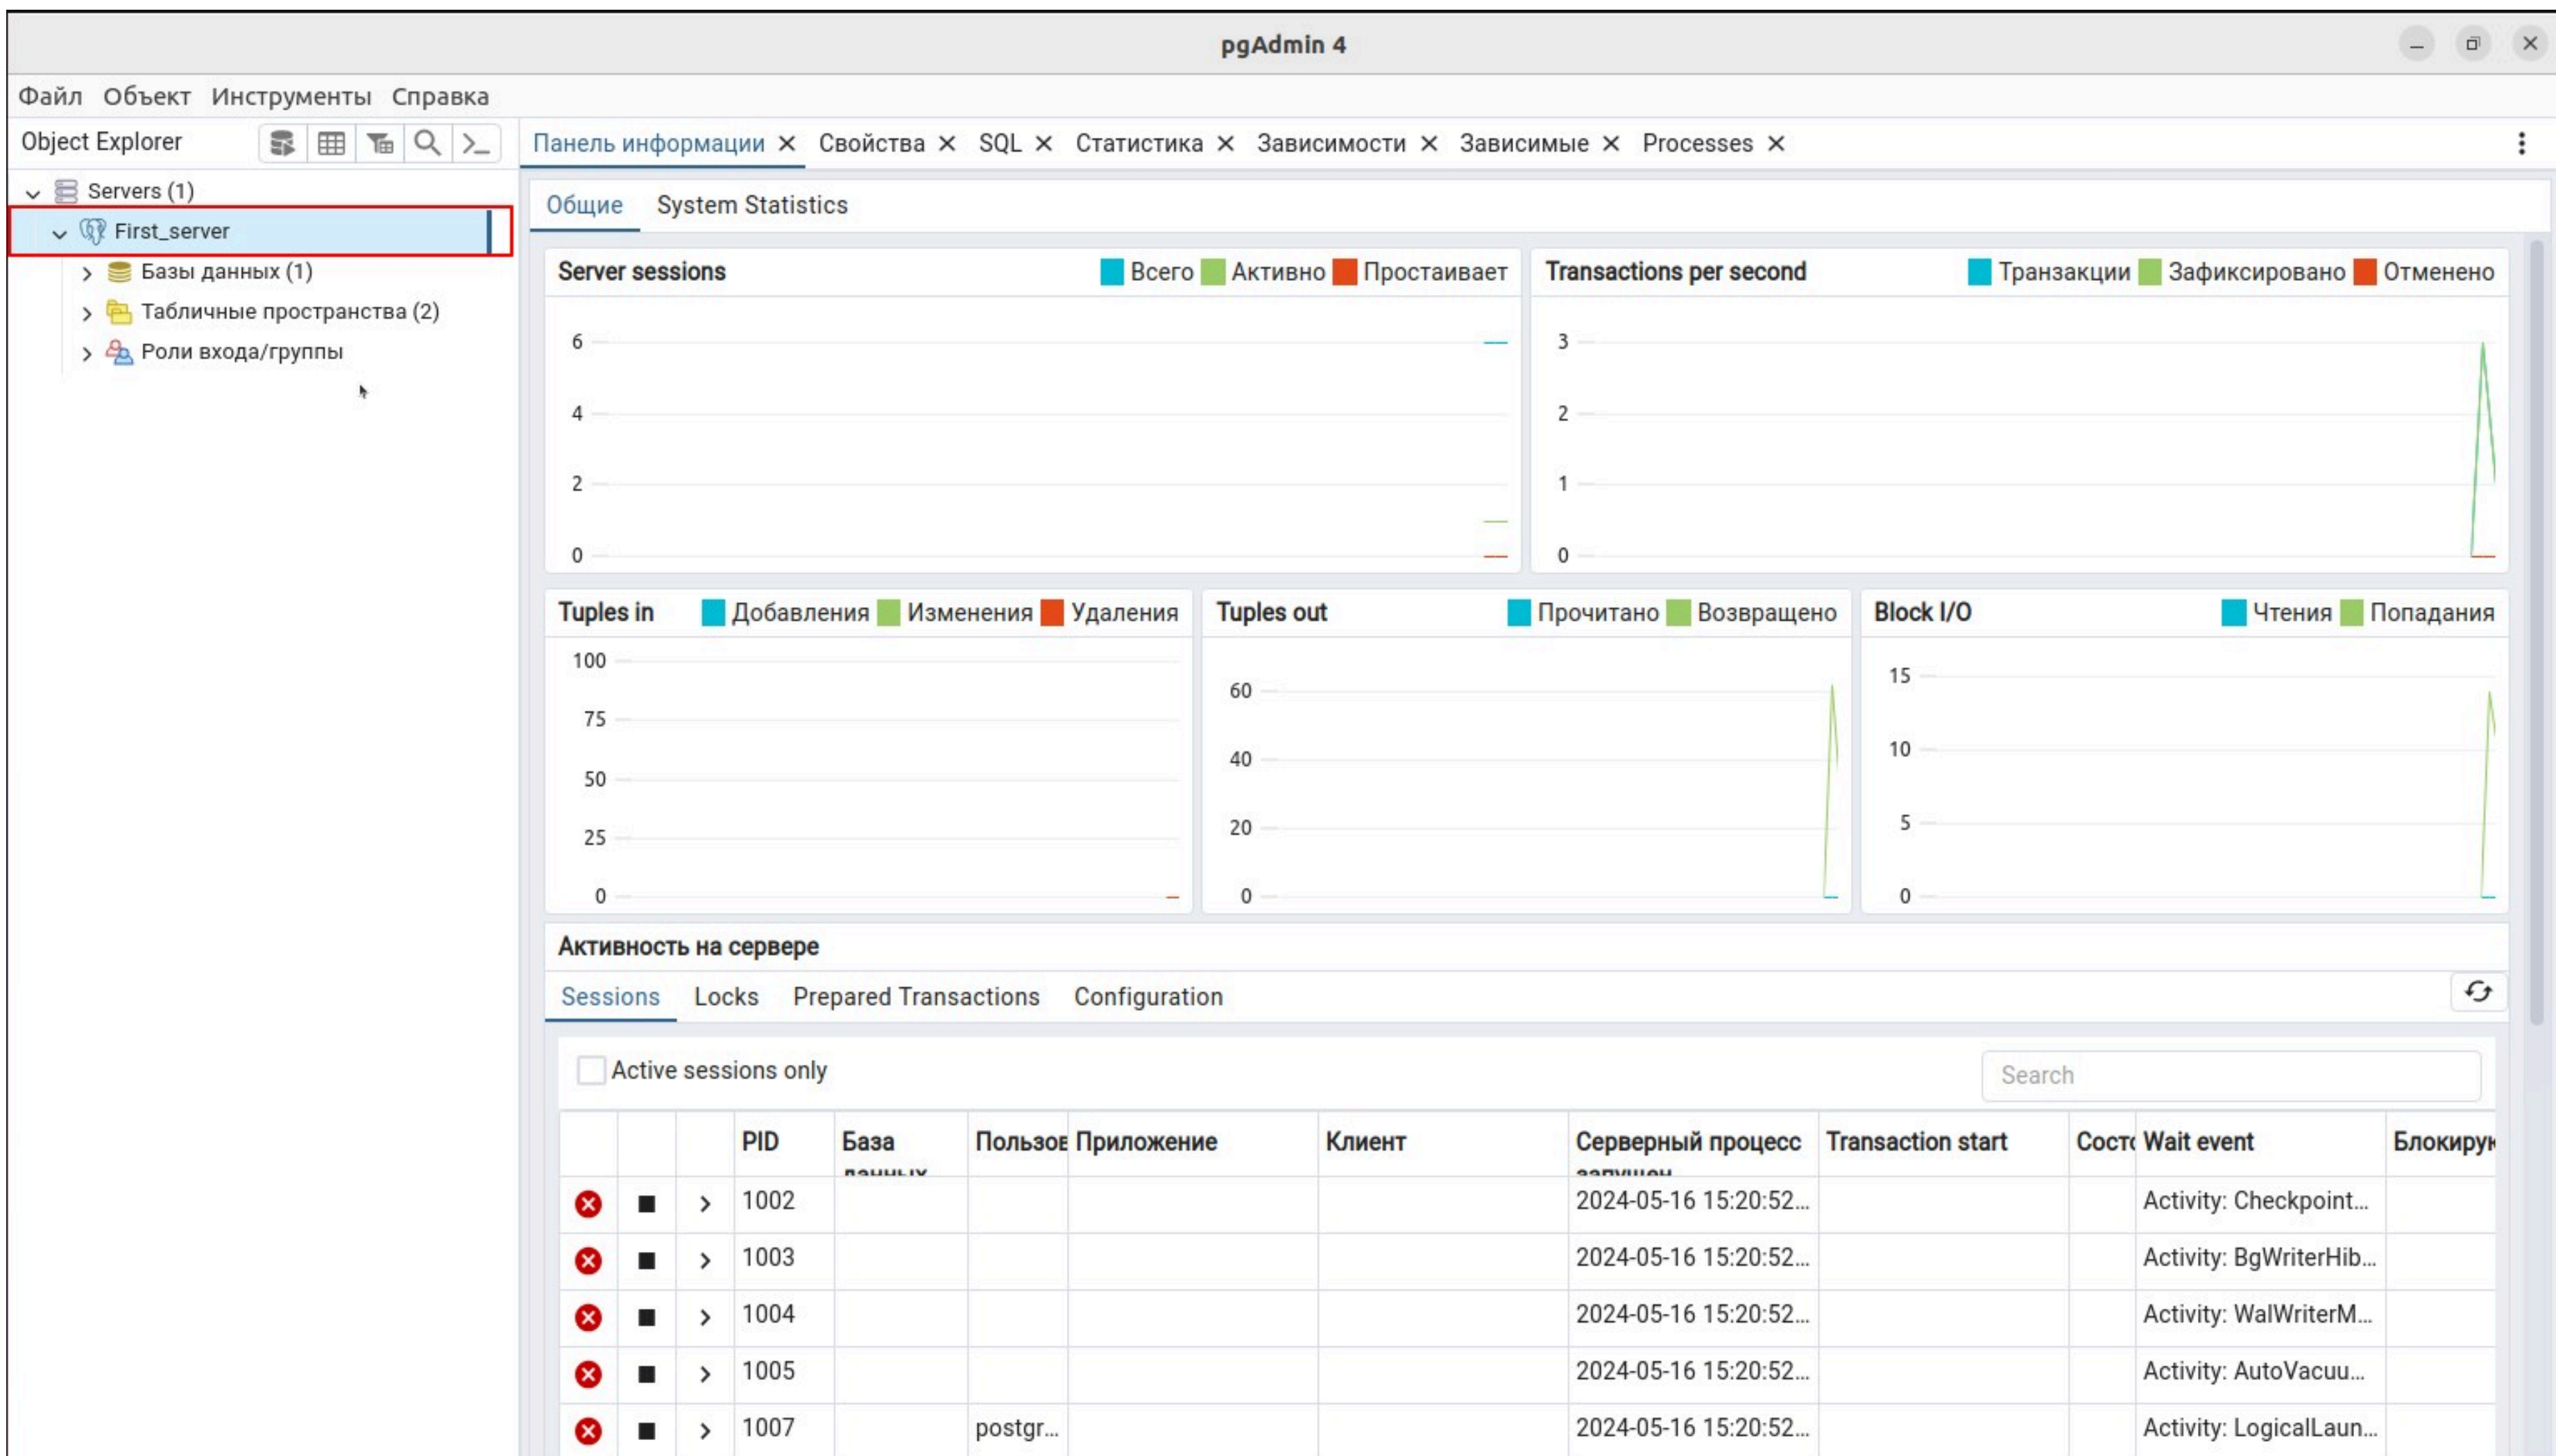 pgAdmin 4
Файл Объект Инструменты Справка
Object Explorer
Панель информации Свойства SQL Статистика Зависимости Зависимые Processes
Servers (1)
First_server
Базы данных (1)
Табличные пространства (2)
Роли входа/группы
Общие System Statistics
Server sessions Всего Активно Простаивает
6
4
2
0
Transactions per second Транзакции Зафиксировано Отменено
3
2
1
0
Tuples in Добавления Изменения Удаления
100
75
50
25
0
Tuples out Прочитано Возвращено
60
40
20
0
Block I/O Чтения Попадания
15
10
5
0
Активность на сервере
Sessions Locks Prepared Transactions Configuration
Active sessions only Search
PID База данных Пользов Приложение Клиент Серверный процесс запущен Transaction start Состо Wait event Блокирук
1002 2024-05-16 15:20:52... Activity: Checkpoint...
1003 2024-05-16 15:20:52... Activity: BgWriterHib...
1004 2024-05-16 15:20:52... Activity: WalWriterM...
1005 2024-05-16 15:20:52... Activity: AutoVacuu...
1007 postgr... 2024-05-16 15:20:52... Activity: LogicalLaun...